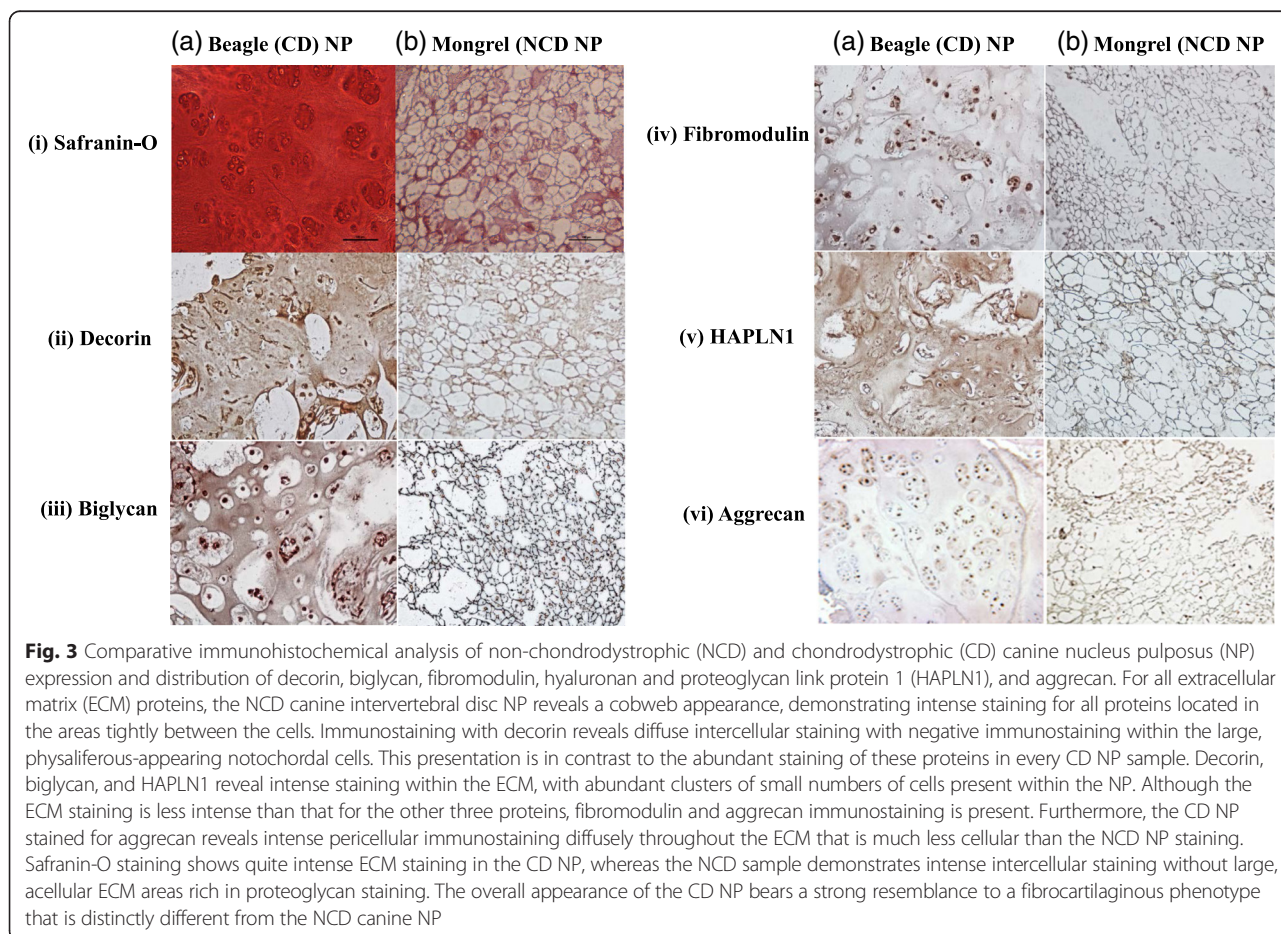 (a) Beagle (CD) NP
(b) Mongrel (NCD NP
(i) Safranin-O
(ii) Decorin
(iii) Biglycan
(a) Beagle (CD) NP
(b) Mongrel (NCD NP
(iv) Fibromodulin
(v) HAPLN1
(vi) Aggrecan
Fig. 3 Comparative immunohistochemical analysis of non-chondrodystrophic (NCD) and chondrodystrophic (CD) canine nucleus pulposus (NP)
expression and distribution of decorin, biglycan, fibromodulin, hyaluronan and proteoglycan link protein 1 (HAPLN1), and aggrecan. For all extracellular
matrix (ECM) proteins, the NCD canine intervertebral disc NP reveals a cobweb appearance, demonstrating intense staining for all proteins located in
the areas tightly between the cells. Immunostaining with decorin reveals diffuse intercellular staining with negative immunostaining within the large,
physaliferous-appearing notochordal cells. This presentation is in contrast to the abundant staining of these proteins in every CD NP sample. Decorin,
biglycan, and HAPLN1 reveal intense staining within the ECM, with abundant clusters of small numbers of cells present within the NP. Although the
ECM staining is less intense than that for the other three proteins, fibromodulin and aggrecan immunostaining is present. Furthermore, the CD NP
stained for aggrecan reveals intense pericellular immunostaining diffusely throughout the ECM that is much less cellular than the NCD NP staining.
Safranin-O staining shows quite intense ECM staining in the CD NP, whereas the NCD sample demonstrates intense intercellular staining without large,
acellular ECM areas rich in proteoglycan staining. The overall appearance of the CD NP bears a strong resemblance to a fibrocartilaginous phenotype
that is distinctly different from the NCD canine NP